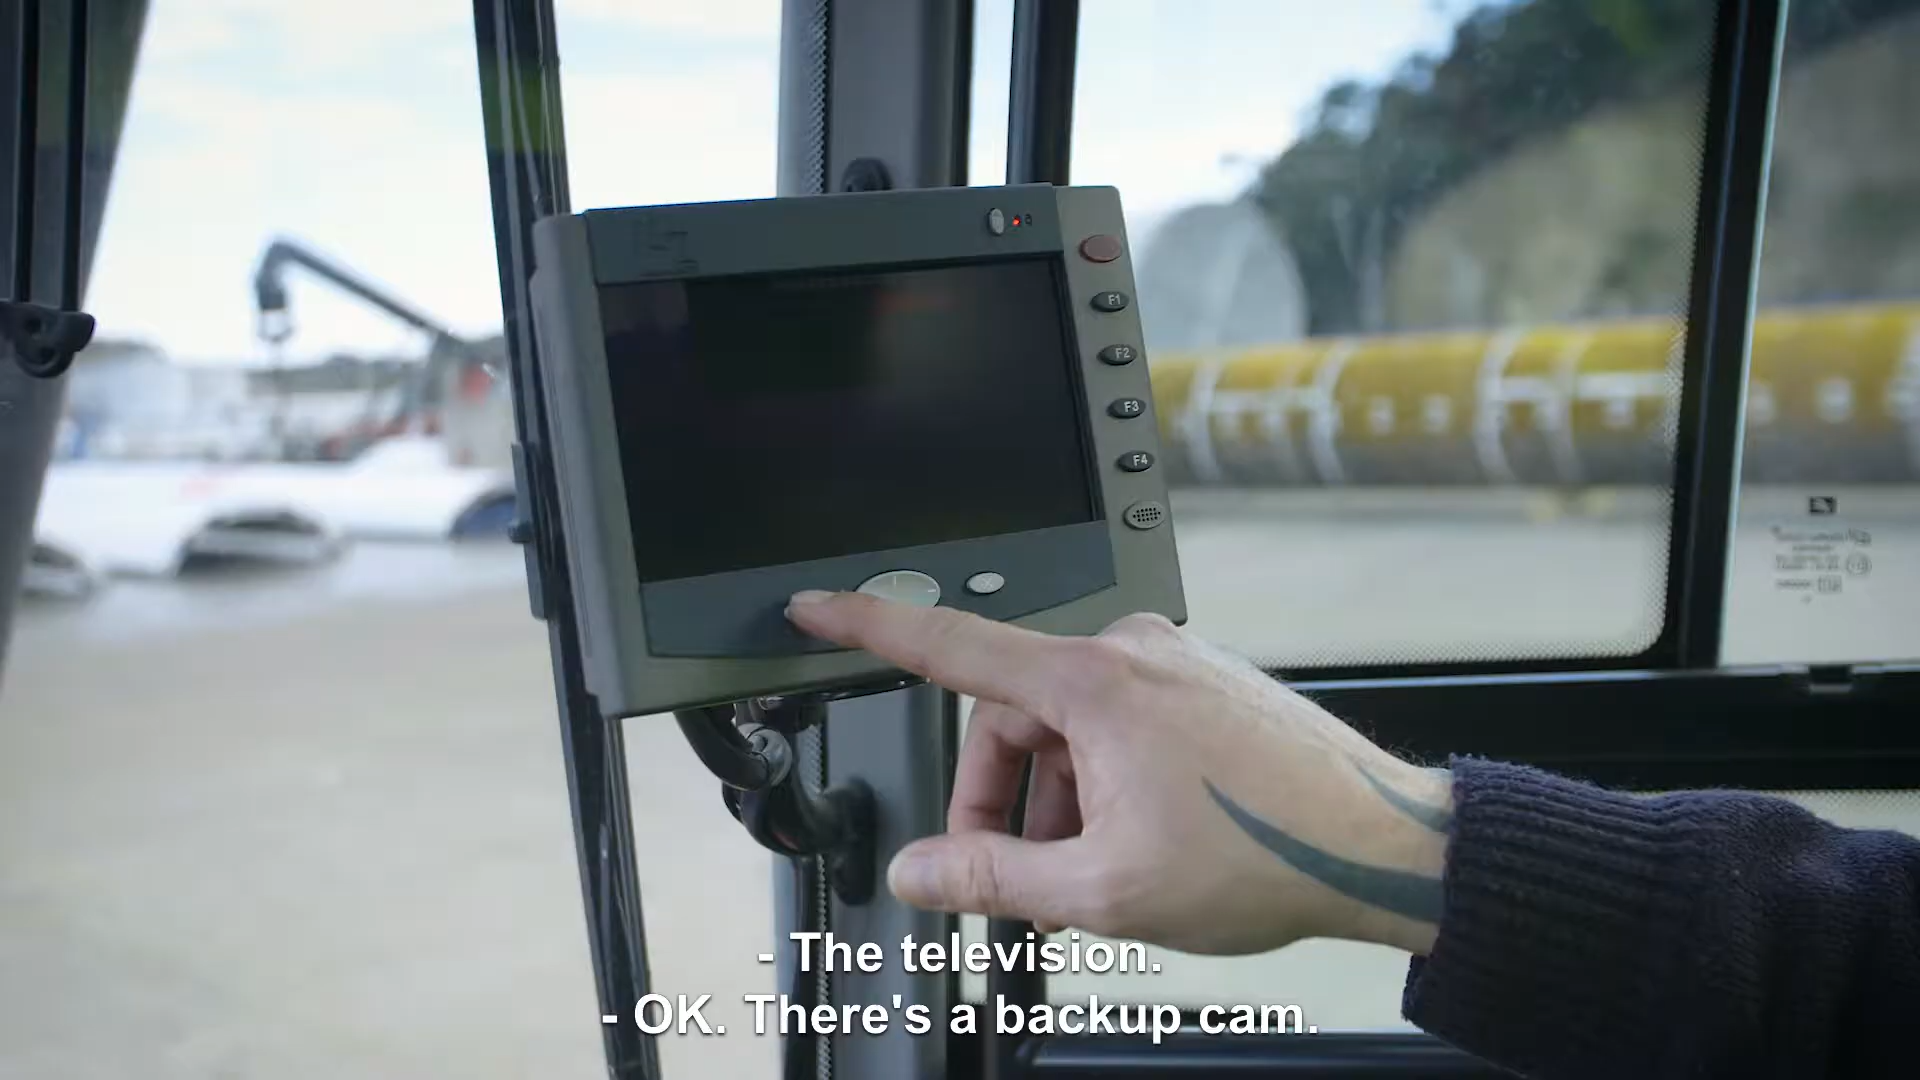 F1
F2
F3
F4
- The television.
- OK. There's a backup cam.